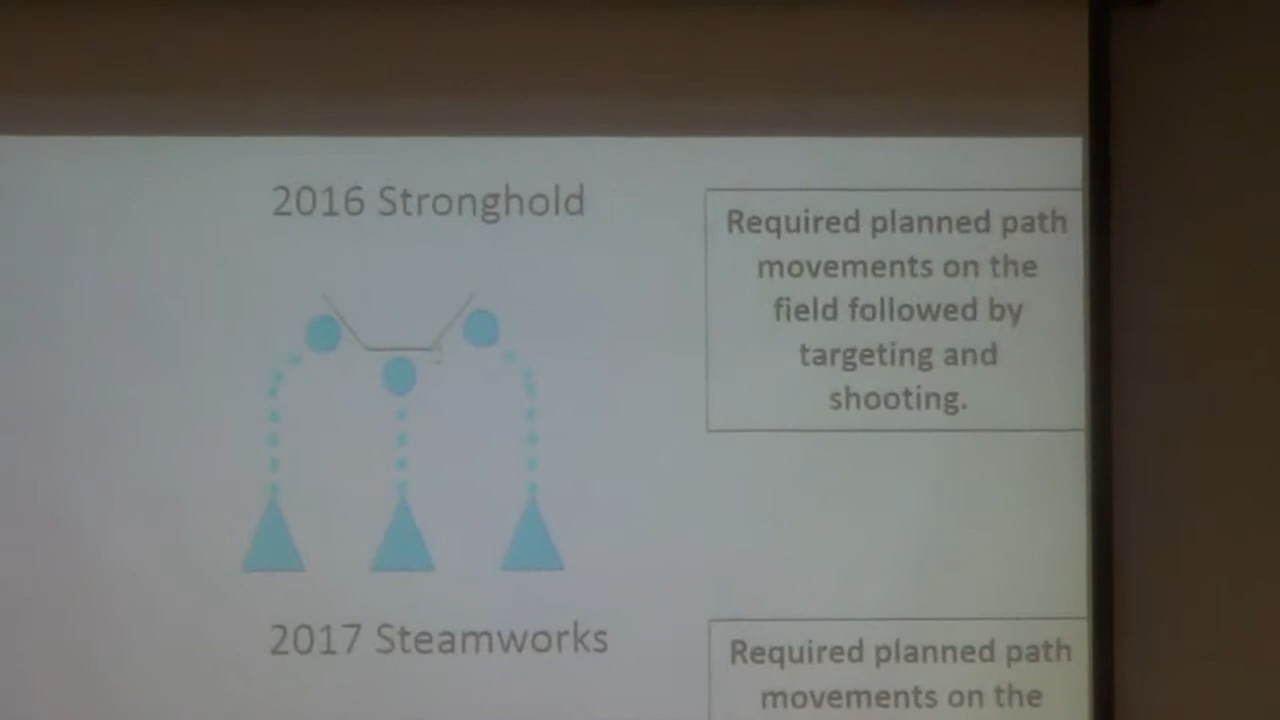 2016 Stronghold
Required planned path
movements on the
field followed by
targeting and
shooting.
2017 Steamworks
Required planned path
movements on the